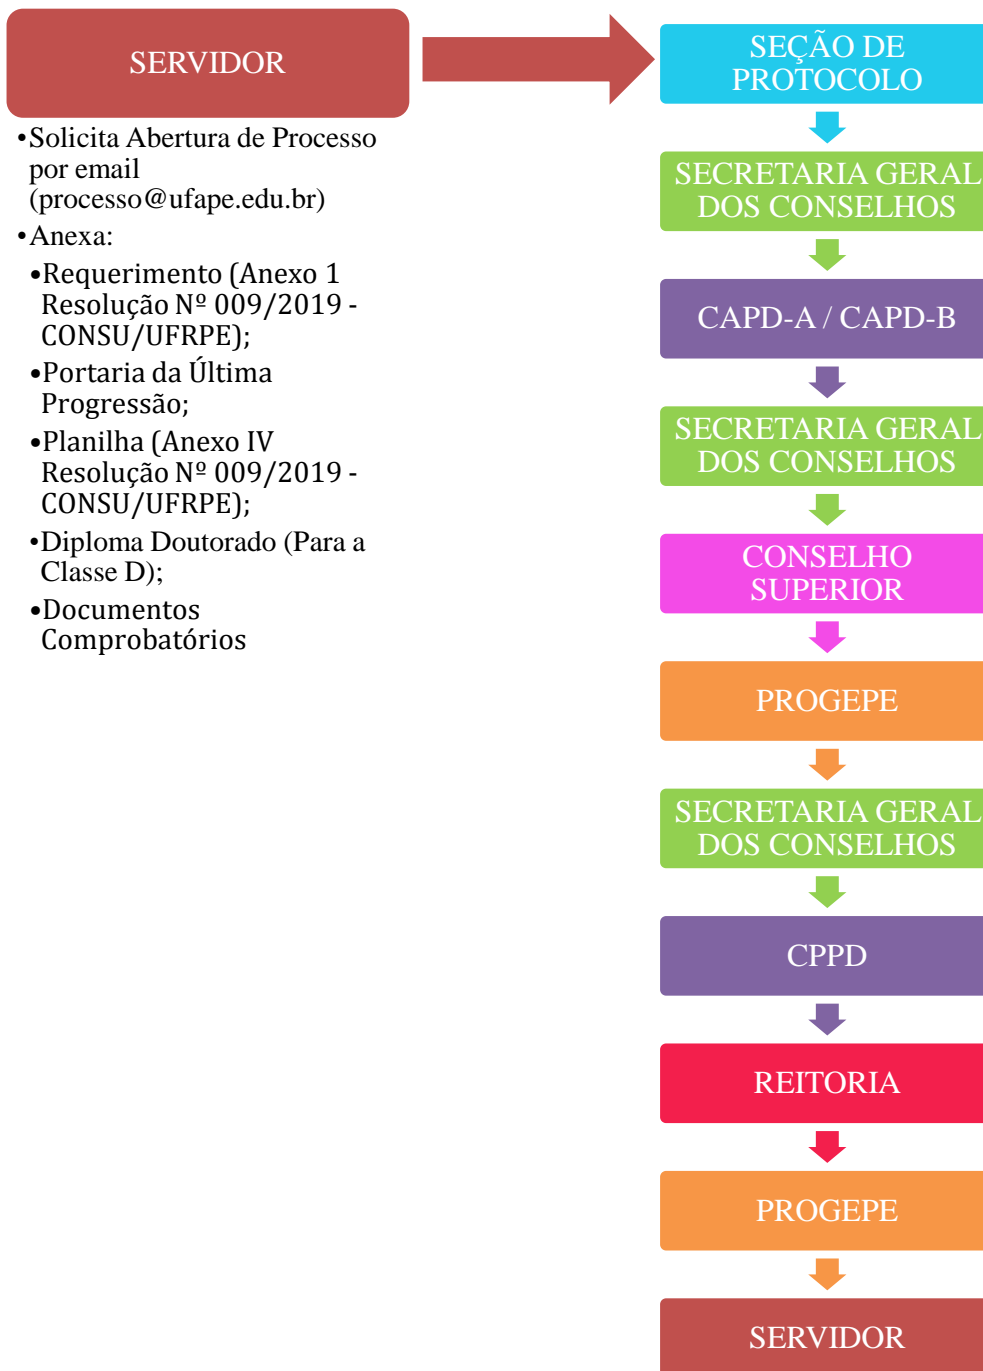 SERVIDOR
•Solicita Abertura de Processo
por email
(processo@ufape.edu.br)
•Anexa:
•Requerimento (Anexo 1
Resolução Nº 009/2019 -
CONSU/UFRPE);
•Portaria da Última
Progressão;
•Planilha (Anexo IV
Resolução Nº 009/2019 -
CONSU/UFRPE);
•Diploma Doutorado (Para a
Classe D);
•Documentos
Comprobatórios
SEÇÃO DE
PROTOCOLO
SECRETARIA GERAL
DOS CONSELHOS
CAPD-A / CAPD-B
SECRETARIA GERAL
DOS CONSELHOS
CONSELHO
SUPERIOR
PROGEPE
SECRETARIA GERAL
DOS CONSELHOS
CPPD
REITORIA
PROGEPE
SERVIDOR